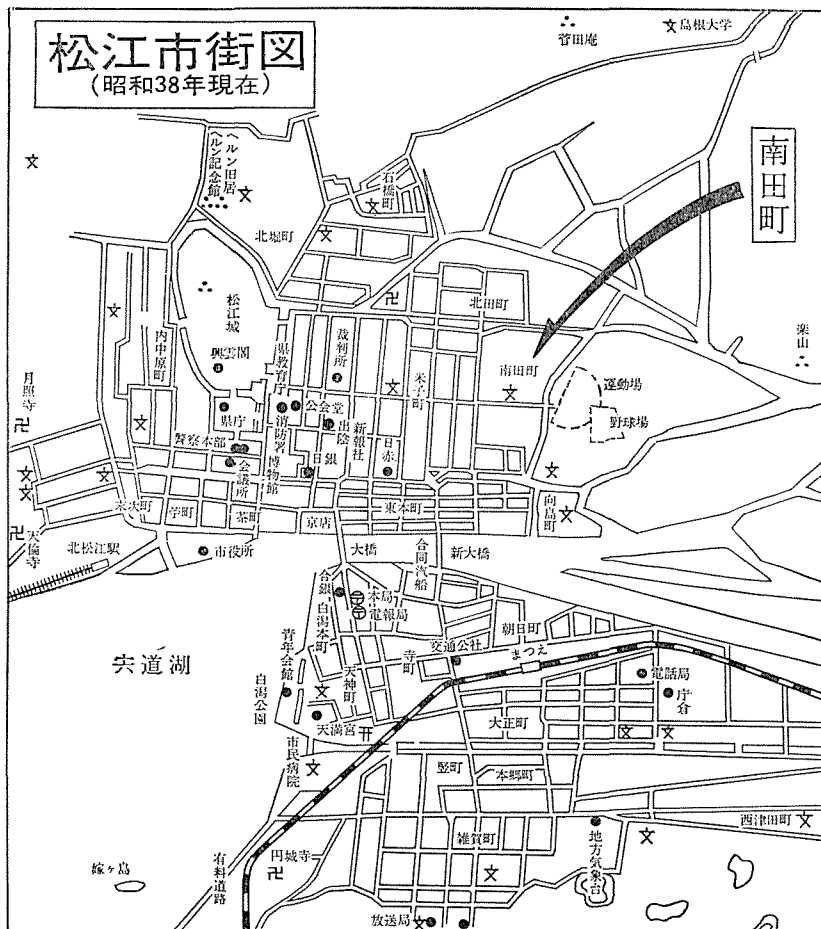 松江市街図
(昭和38年現在)
菅田庵
島根大学
南田町
ヘルン旧居
ヘルン記念館
石橋町
北堀町
松江城
北田町
興雲閣
内中原町
県教育庁
裁判所
米子町
南田町
運動場
野球場
楽山
月照寺
県庁
公会堂
消防署
博物館
出陰
新報社
日赤
警察本部
会議所
日銀
末次町
苧町
茶町
京店
東本町
向島町
天倫寺
北松江駅
市役所
大橋
合同汽船
新大橋
合銀
本局
電報局
白潟本町
朝日町
交通公社
まつえ
寺町
宍道湖
青年会館
白潟公園
天神町
電話局
庁倉
天満宮
大正町
市民病院
竪町
本郷町
西津田町
雑賀町
地方気象台
円城寺
有料道路
嫁ヶ島
放送局